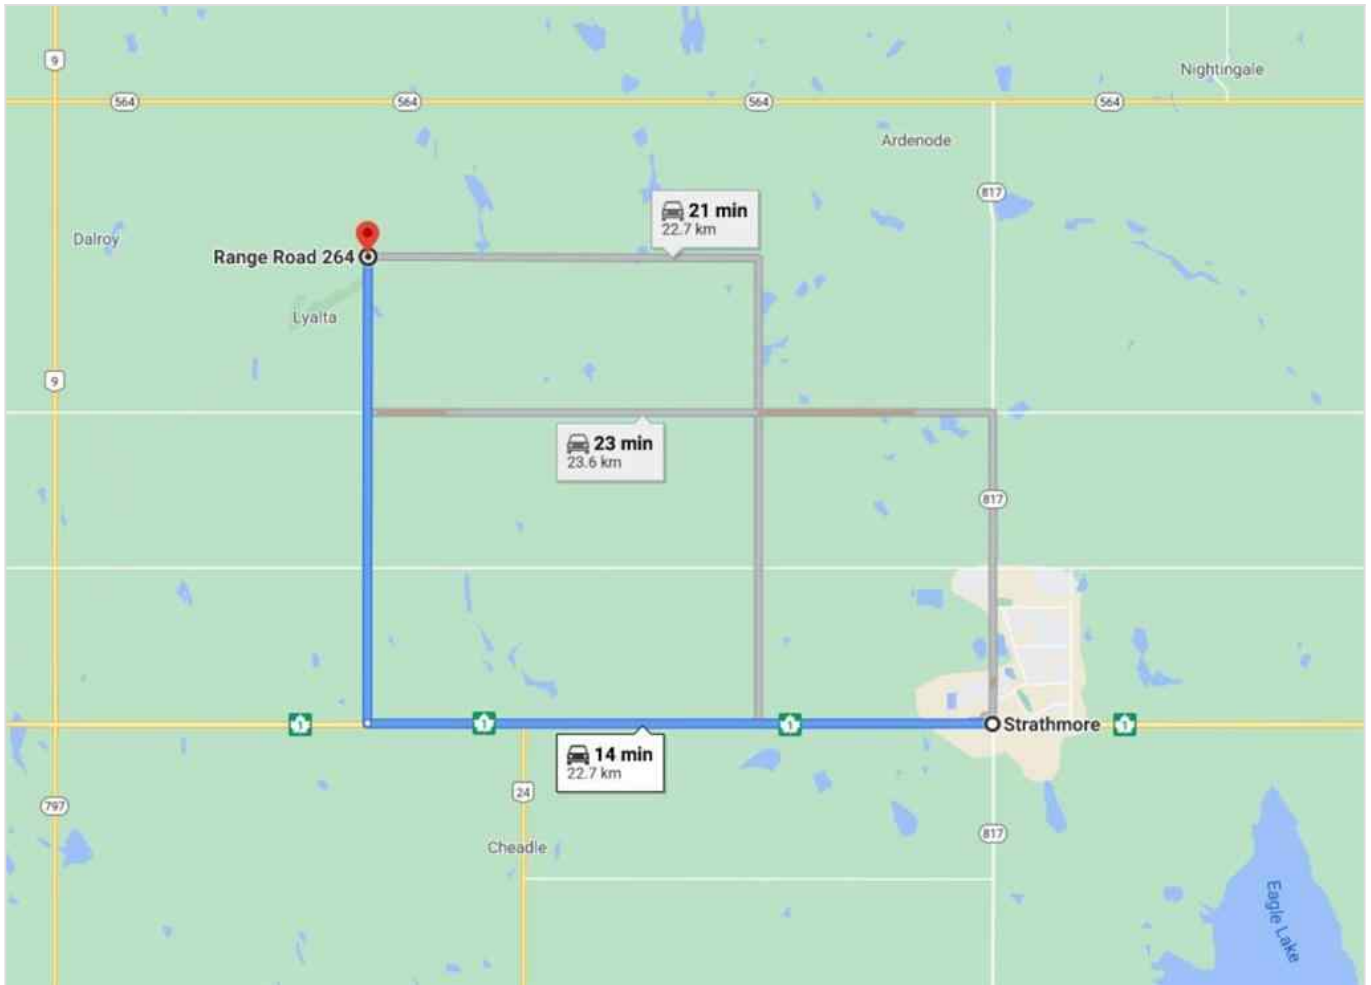 9
Nightingale
564
564
564
564
Ardenode
817
21 min
22.7 km
Dalroy
Range Road 264
Lyalta
9
23 min
23.6 km
817
1
1
1
Strathmore
1
14 min
22.7 km
24
797
817
Cheadle
Eagle Lake